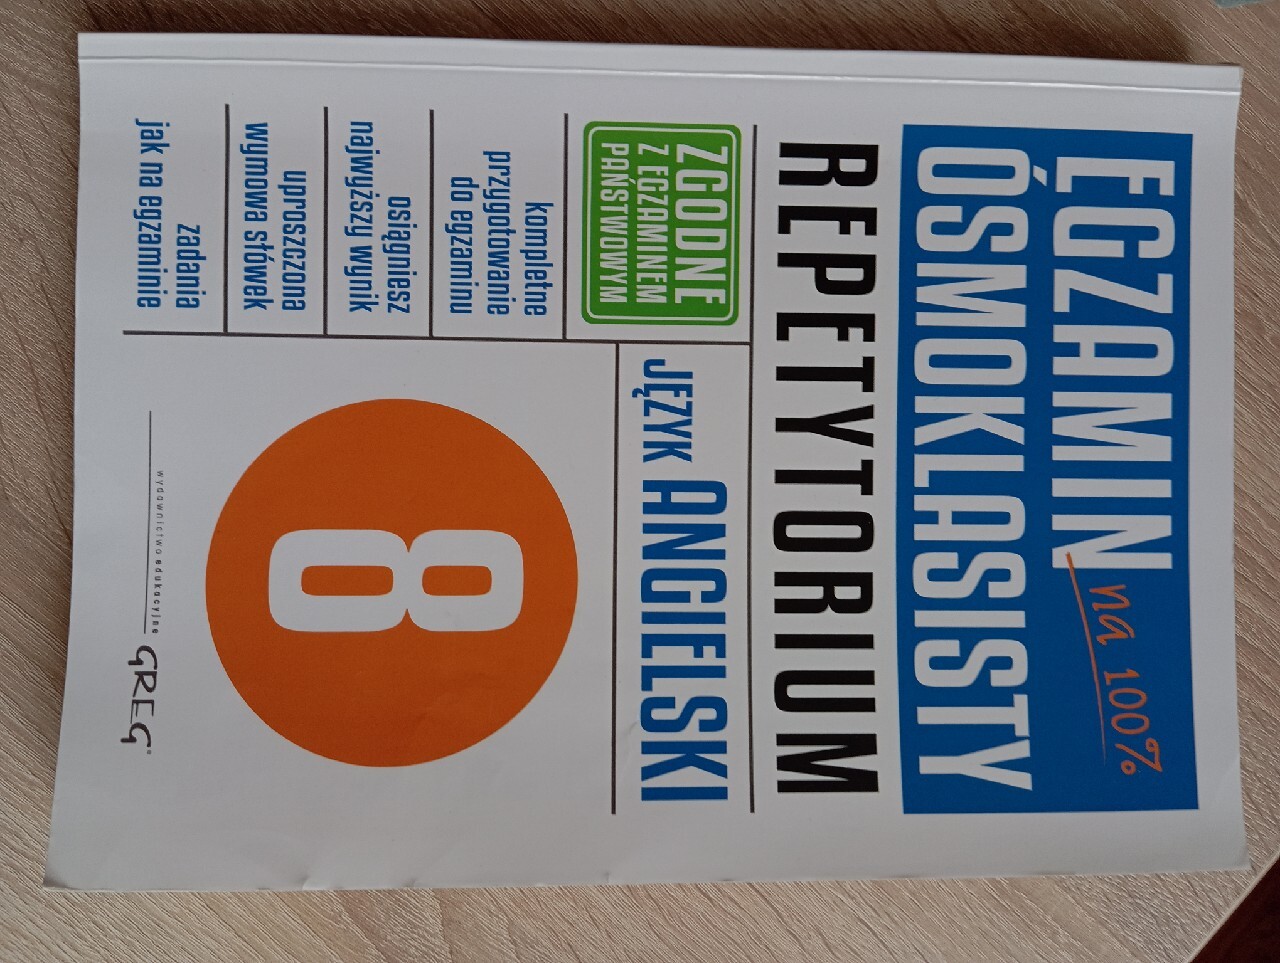 EGZAMIN na 100%
ÓSMOKLASISTY
REPETYTORIUM
ZGODNE
Z EGZAMINEM
PAŃSTWOWYM
JĘZYK ANGIELSKI
kompletne
przygotowanie
do egzaminu
osiągniesz
najwyższy wynik
uproszczona
wymowa słówek
zadania
jak na egzaminie
8
wydawnictwo edukacyjne GREG